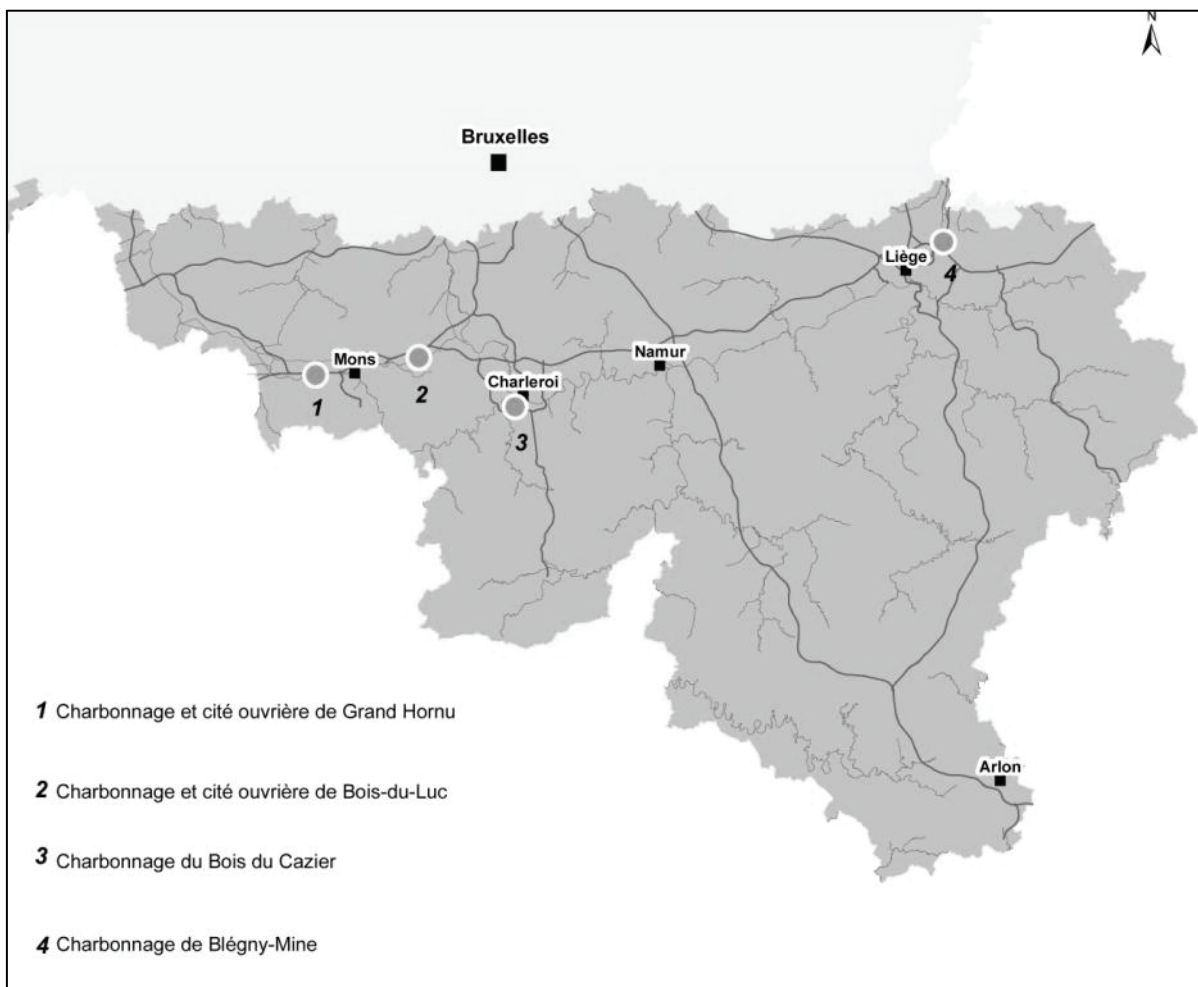 N
Bruxelles
Liège
4
Mons
Namur
2
Charleroi
1
3
1 Charbonnage et cité ouvrière de Grand Hornu
Arlon
2 Charbonnage et cité ouvrière de Bois-du-Luc
3 Charbonnage du Bois du Cazier
4 Charbonnage de Blégny-Mine